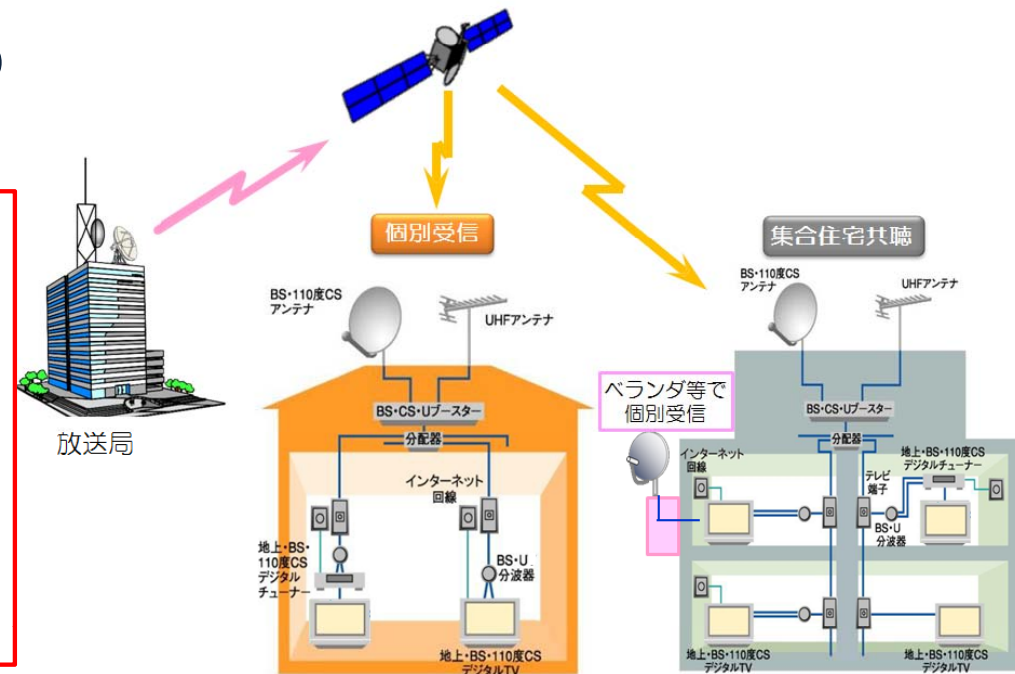 )
個別受信
集合住宅共聴
BS・110度CS
アンテナ
UHFアンテナ
BS・110度CS
アンテナ
UHFアンテナ
放送局
BS・CS・Uブースター
分配器
インターネット
回線
地上・BS・
110度CS
デジタル
チューナー
BS・U
分波器
地上・BS・110度CS
デジタルTV
ベランダ等で
個別受信
BS・CS・Uブースター
分配器
インターネット
回線
テレビ
端子
地上・BS・110度CS
デジタルチューナー
BS・U
分波器
地上・BS・110度CS
デジタルTV
地上・BS・110度CS
デジタルTV